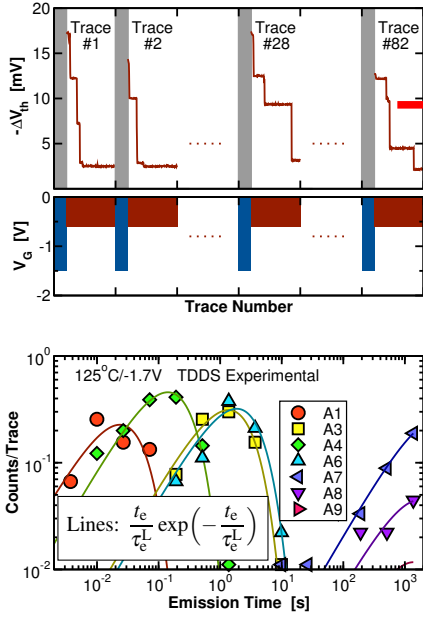 20
15
10
5
-ΔVth [mV]
Trace #1
Trace #2
Trace #28
Trace #82
0
-1
-2
VG [V]
Trace Number
10^0
10^-1
10^-2
Counts/Trace
125°C/-1.7V TDDS Experimental
A1
A3
A4
A6
A7
A8
A9
Lines: t_e/τ_e^L exp(−t_e/τ_e^L)
10^-2 10^-1 10^0 10^1 10^2 10^3
Emission Time [s]